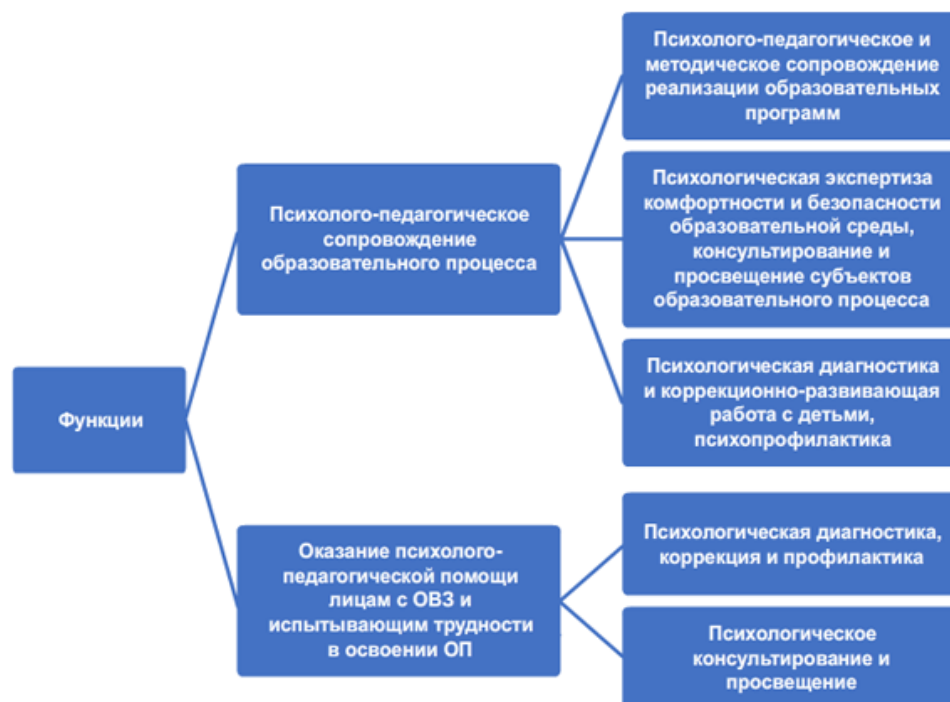 Функции
Психолого-педагогическое
сопровождение
образовательного процесса
Психолого-педагогическое и
методическое сопровождение
реализации образовательных
программ
Психологическая экспертиза
комфортности и безопасности
образовательной среды,
консультирование и
просвещение субъектов
образовательного процесса
Психологическая диагностика
и коррекционно-развивающая
работа с детьми,
психопрофилактика
Оказание психолого-
педагогической помощи
лицам с ОВЗ и
испытывающим трудности
в освоении ОП
Психологическая диагностика,
коррекция и профилактика
Психологическое
консультирование и
просвещение